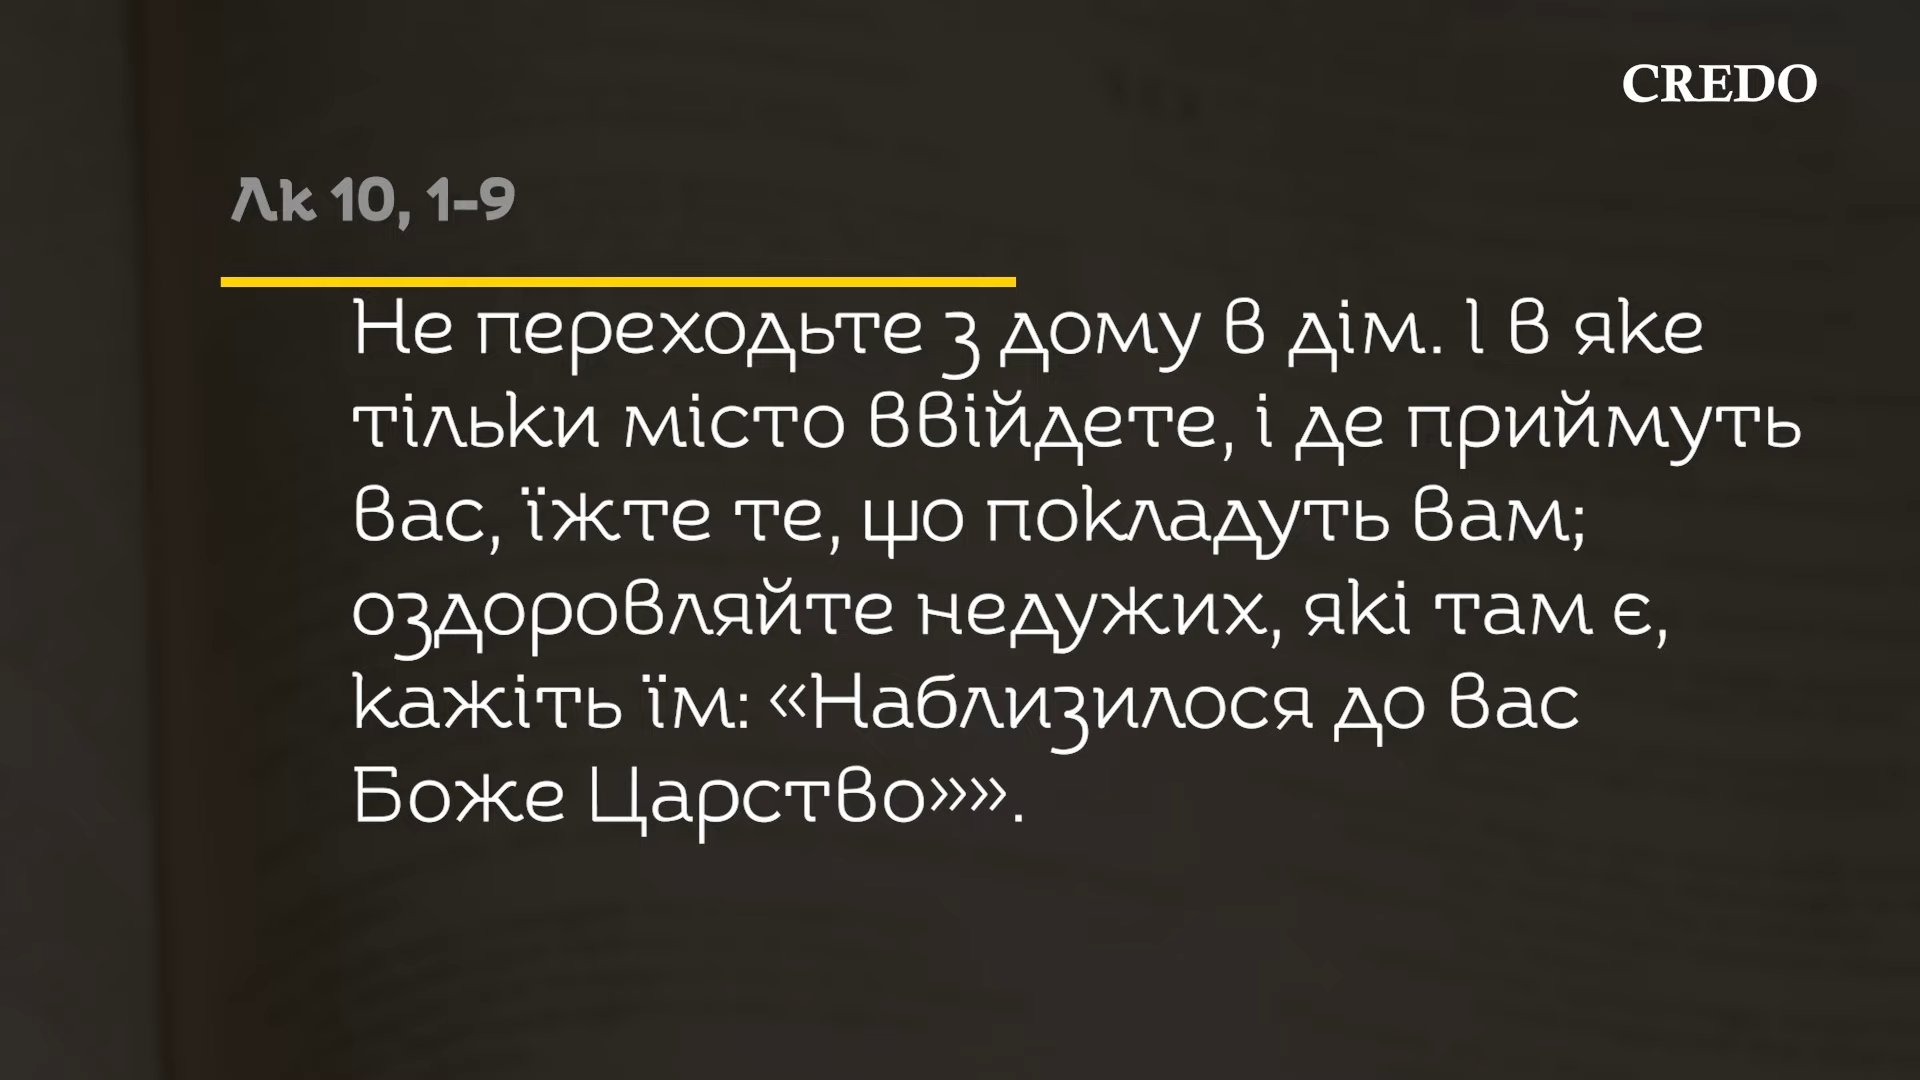 CREDO
Лк 10, 1-9
Не переходьте з дому в дім. І в яке
тільки місто ввійдете, і де приймуть
вас, їжте те, що покладуть вам;
оздоровляйте недужих, які там є,
кажіть їм: «Наблизилося до вас
Боже Царство»».